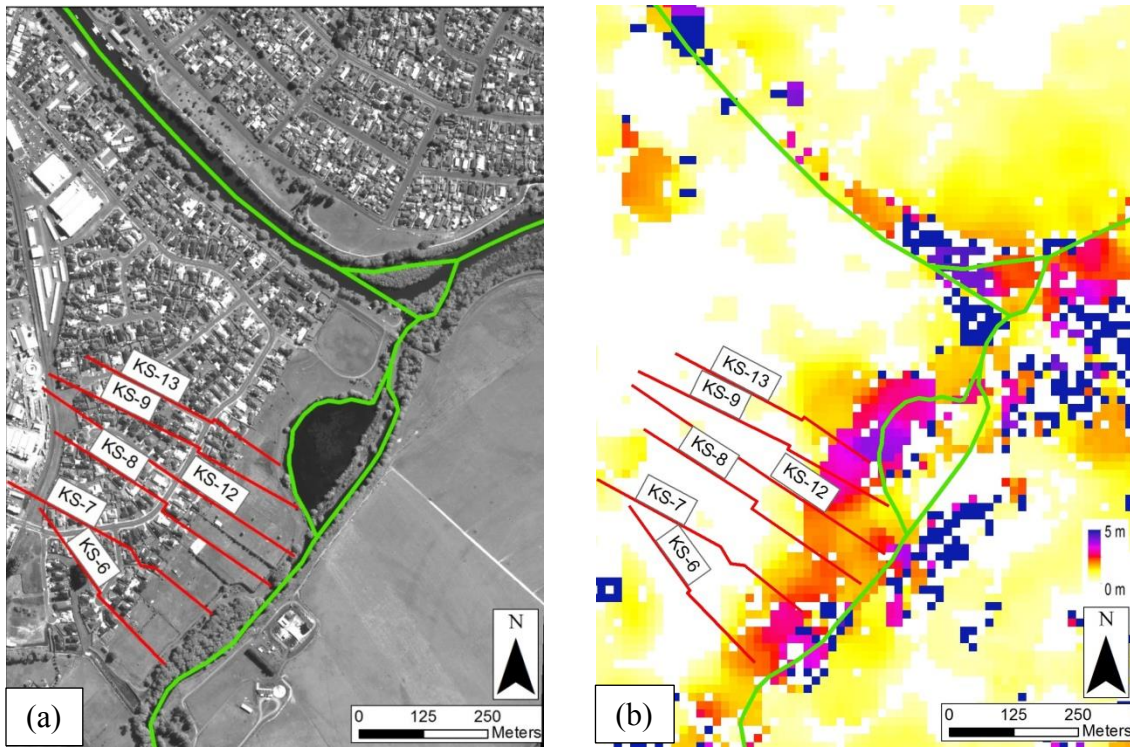 KS-13
KS-9
KS-8
KS-12
KS-7
KS-6
N
0 125 250
Meters
(a)
KS-13
KS-9
KS-8
KS-12
KS-7
KS-6
5 m
0 m
N
0 125 250
Meters
(b)